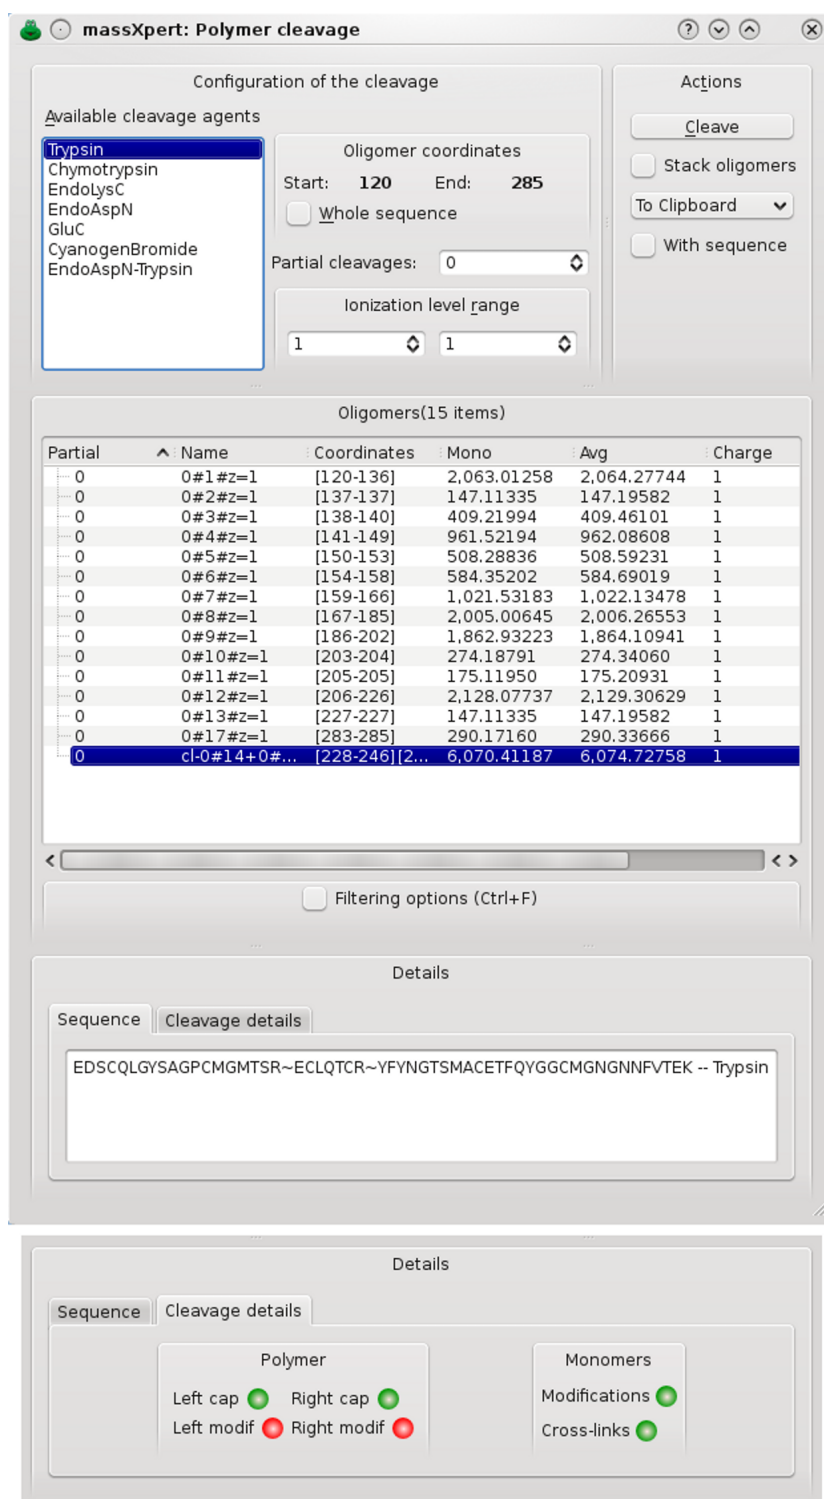 massXpert: Polymer cleavage
Configuration of the cleavage
Actions
Available cleavage agents
Trypsin
Chymotrypsin
EndoLysC
EndoAspN
GluC
CyanogenBromide
EndoAspN-Trypsin
Oligomer coordinates
Start: 120 End: 285
Whole sequence
Partial cleavages: 0
Ionization level range
1 1
Cleave
Stack oligomers
To Clipboard
With sequence
Oligomers(15 items)
Partial Name Coordinates Mono Avg Charge
0 0#1#z=1 [120-136] 2,063.01258 2,064.27744 1
0 0#2#z=1 [137-137] 147.11335 147.19582 1
0 0#3#z=1 [138-140] 409.21994 409.46101 1
0 0#4#z=1 [141-149] 961.52194 962.08608 1
0 0#5#z=1 [150-153] 508.28836 508.59231 1
0 0#6#z=1 [154-158] 584.35202 584.69019 1
0 0#7#z=1 [159-166] 1,021.53183 1,022.13478 1
0 0#8#z=1 [167-185] 2,005.00645 2,006.26553 1
0 0#9#z=1 [186-202] 1,862.93223 1,864.10941 1
0 0#10#z=1 [203-204] 274.18791 274.34060 1
0 0#11#z=1 [205-205] 175.11950 175.20931 1
0 0#12#z=1 [206-226] 2,128.07737 2,129.30629 1
0 0#13#z=1 [227-227] 147.11335 147.19582 1
0 0#17#z=1 [283-285] 290.17160 290.33666 1
0 cl-0#14+0#... [228-246][2... 6,070.41187 6,074.72758 1
Filtering options (Ctrl+F)
Details
Sequence Cleavage details
EDSCQLGYSAGPCMGMTSR~ECLQTCR~YFYNGTSMACETFQYGGCMGNGNNFVTEK -- Trypsin
Details
Sequence Cleavage details
Polymer
Monomers
Left cap Right cap
Left modif Right modif
Modifications
Cross-links